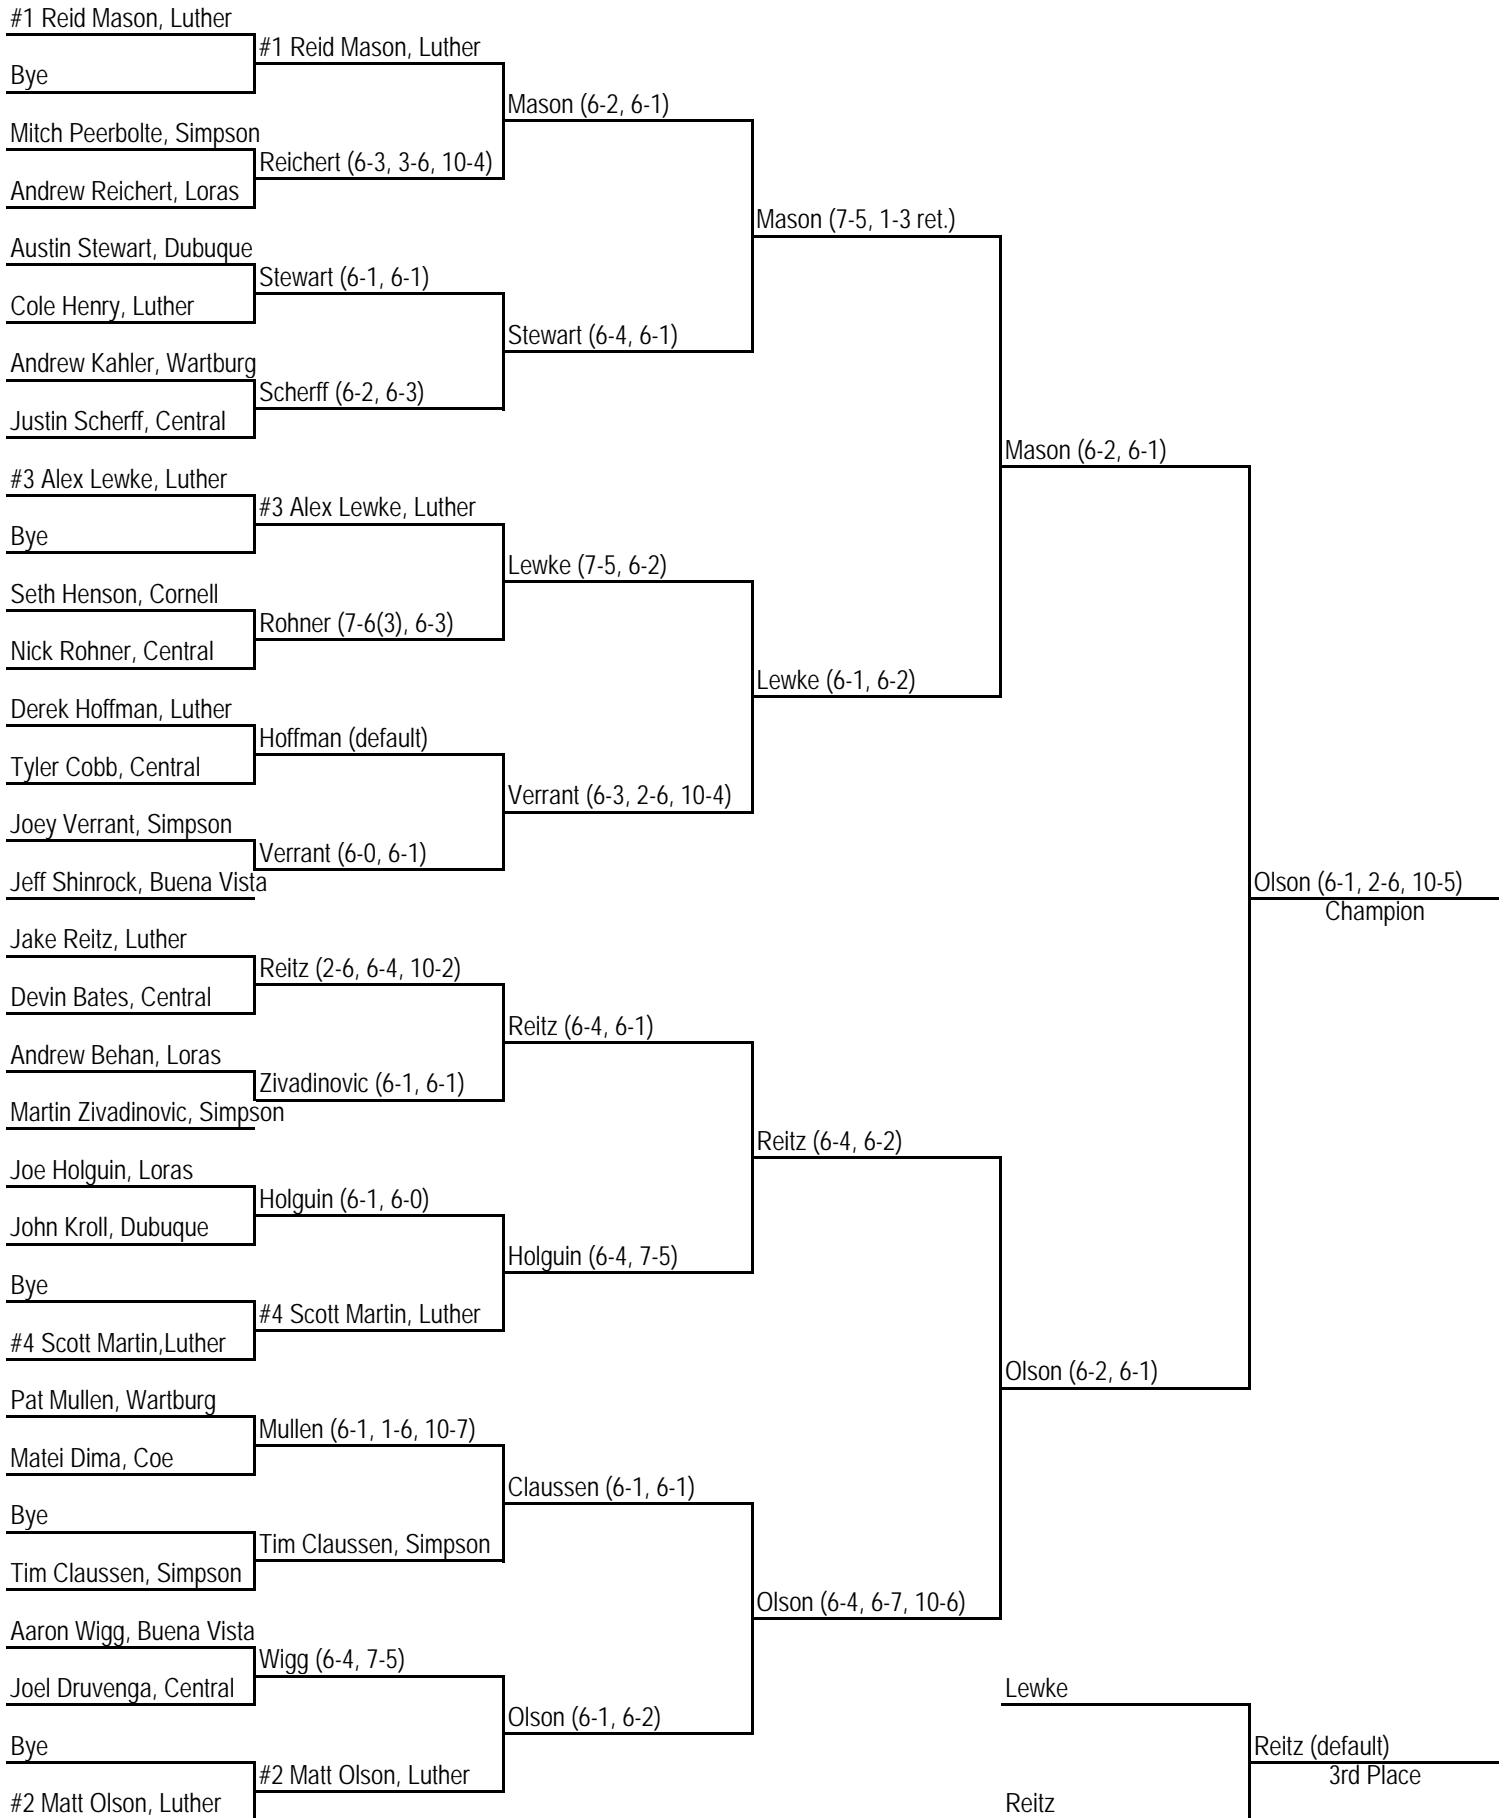 #1 Reid Mason, Luther
Bye
Mitch Peerbolte, Simpson
Andrew Reichert, Loras
Austin Stewart, Dubuque
Cole Henry, Luther
Andrew Kahler, Wartburg
Justin Scherff, Central
#3 Alex Lewke, Luther
Bye
Seth Henson, Cornell
Nick Rohner, Central
Derek Hoffman, Luther
Tyler Cobb, Central
Joey Verrant, Simpson
Jeff Shinrock, Buena Vista
Jake Reitz, Luther
Devin Bates, Central
Andrew Behan, Loras
Martin Zivadinovic, Simpson
Joe Holguin, Loras
John Kroll, Dubuque
Bye
#4 Scott Martin,Luther
Pat Mullen, Wartburg
Matei Dima, Coe
Bye
Tim Claussen, Simpson
Aaron Wigg, Buena Vista
Joel Druvenga, Central
Bye
#2 Matt Olson, Luther
#1 Reid Mason, Luther
Reichert (6-3, 3-6, 10-4)
Stewart (6-1, 6-1)
Scherff (6-2, 6-3)
#3 Alex Lewke, Luther
Rohner (7-6(3), 6-3)
Hoffman (default)
Verrant (6-0, 6-1)
Reitz (2-6, 6-4, 10-2)
Zivadinovic (6-1, 6-1)
Holguin (6-1, 6-0)
#4 Scott Martin, Luther
Mullen (6-1, 1-6, 10-7)
Tim Claussen, Simpson
Wigg (6-4, 7-5)
#2 Matt Olson, Luther
Mason (6-2, 6-1)
Stewart (6-4, 6-1)
Lewke (7-5, 6-2)
Verrant (6-3, 2-6, 10-4)
Reitz (6-4, 6-1)
Holguin (6-4, 7-5)
Claussen (6-1, 6-1)
Olson (6-1, 6-2)
Mason (7-5, 1-3 ret.)
Lewke (6-1, 6-2)
Reitz (6-4, 6-2)
Olson (6-4, 6-7, 10-6)
Mason (6-2, 6-1)
Olson (6-2, 6-1)
Olson (6-1, 2-6, 10-5)
Champion
Lewke
Reitz
Reitz (default)
3rd Place